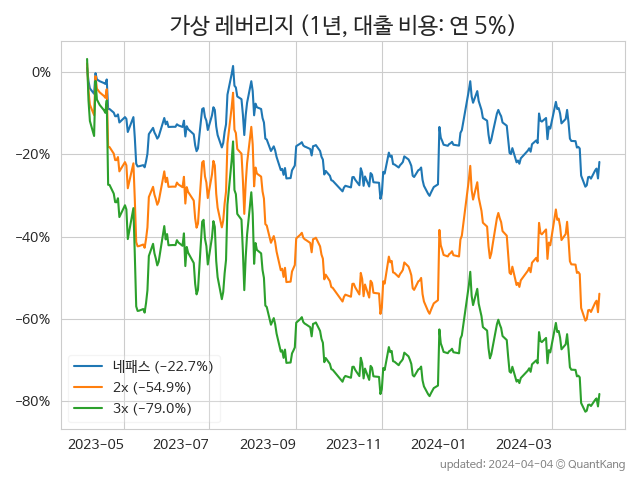 가상 레버리지 (1년, 대출 비용: 연 5%)
0%
−20%
−40%
−60%
−80%
네패스 (−22.7%)
2x (−54.9%)
3x (−79.0%)
2023−05 2023−07 2023−09 2023−11 2024−01 2024−03
updated: 2024-04-04 © QuantKang